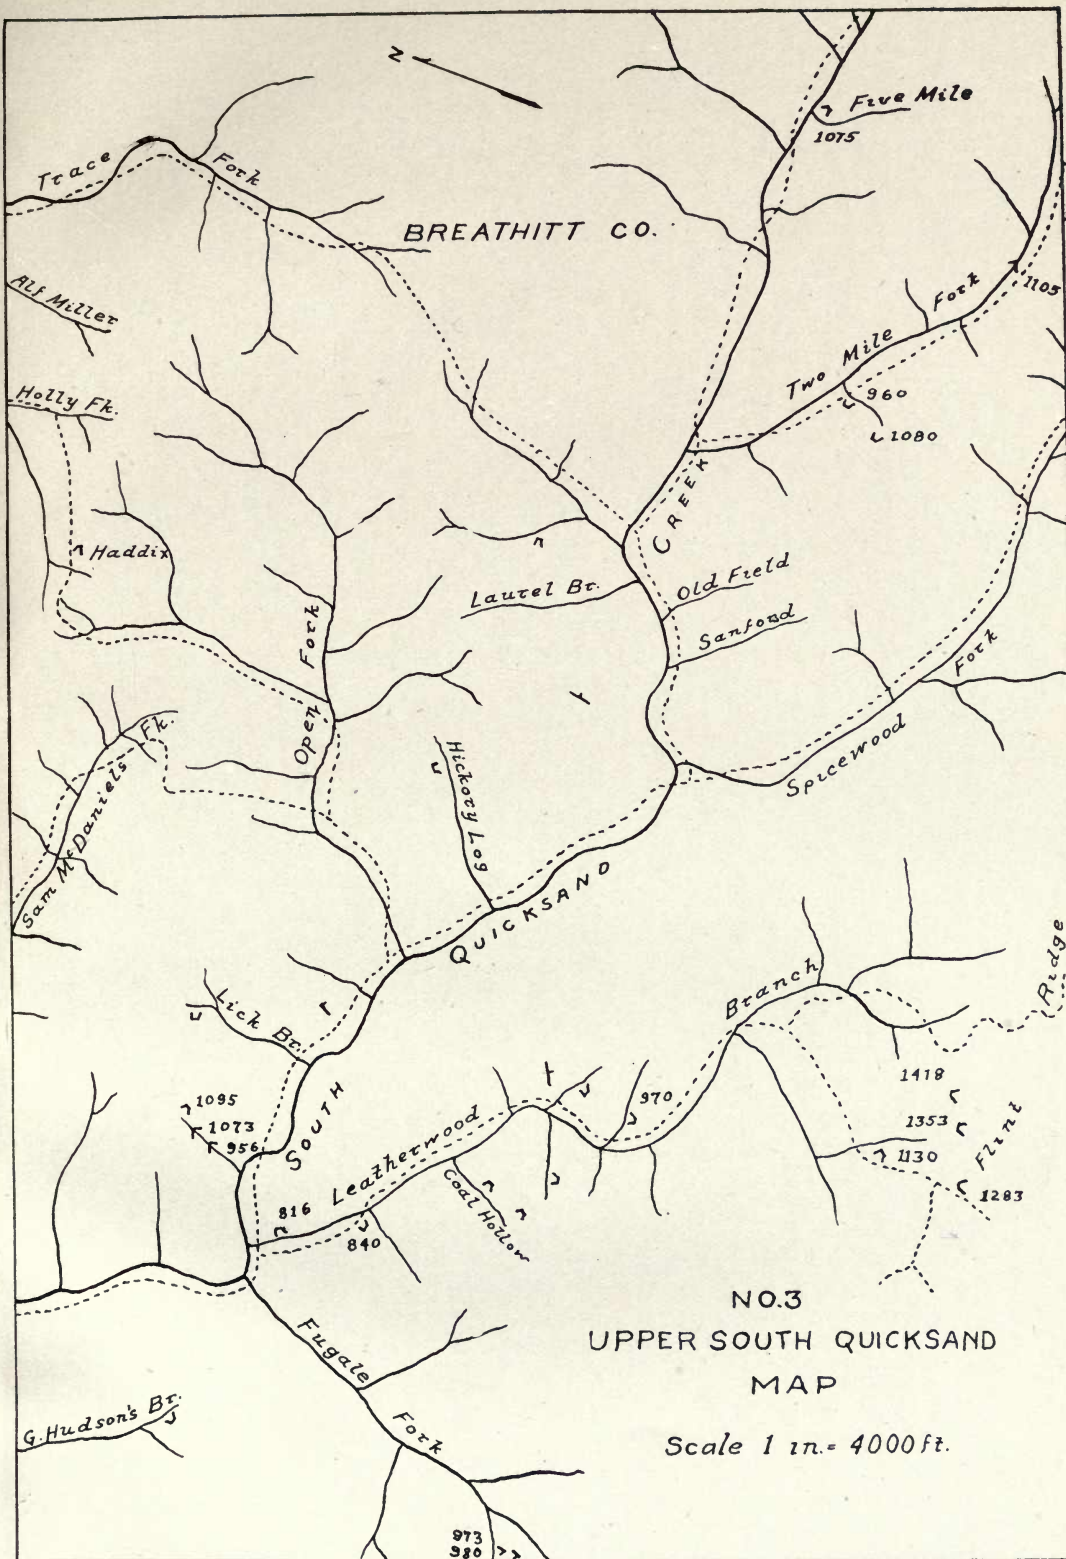 N
Five Mile
1075
Trace Fork
BREATHITT CO.
Alf Miller
Two Mile Fork
1105
Holly Fk.
960
1080
CREEK
Haddix
Laurel Br.
Old Field
Sanford
Open Fork
Fork
Spicewood
Sam McDaniels Fk.
Hickory Log
QUICKSAND
Branch
Ridge
Lick Br.
1418
970
1095
1353
1073
956
Flint
1130
SOUTH
Leatherwood
1283
Coal Hollow
816
840
NO.3
UPPER SOUTH QUICKSAND
MAP
Fugale
G. Hudson's Br.
Fork
Scale 1 in. = 4000 ft.
973
980